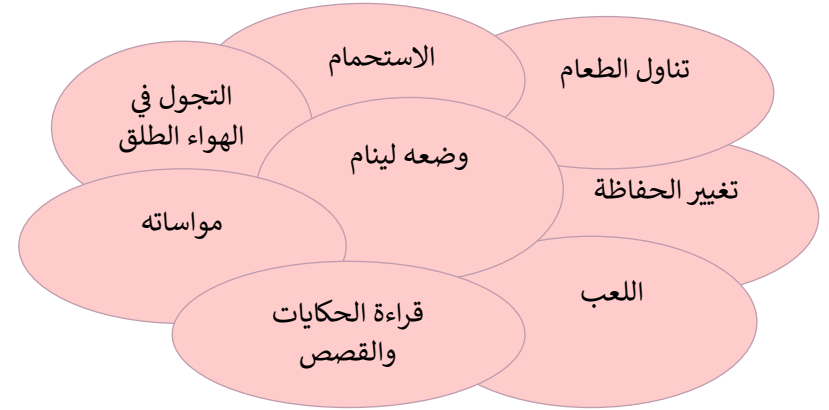 الاستحمام
تناول الطعام
التجول في
الهواء الطلق
وضعه لينام
تغيير الحفاظة
مواساته
اللعب
قراءة الحكايات
والقصص